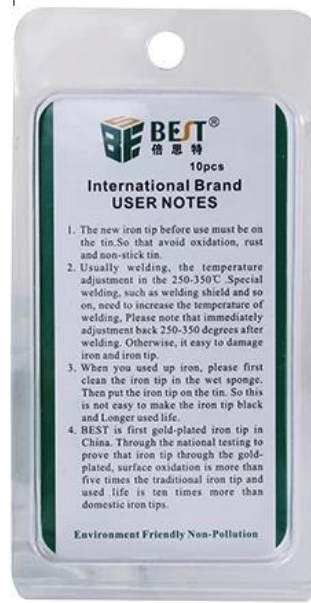 BEST®
倍思特
10pcs
International Brand
USER NOTES
1. The new iron tip before use must be on
the tin.So that avoid oxidation, rust
and non-stick tin.
2. Usually welding, the temperature
adjustment in the 250-350℃ .Special
welding, such as welding shield and so
on, need to increase the temperature of
welding, Please note that immediately
adjustment back 250-350 degrees after
welding. Otherwise, it easy to damage
iron and iron tip.
3. When you used up iron, please first
clean the iron tip in the wet sponge.
Then put the iron tip on the tin. So this
is not easy to make the iron tip black
and Longer used life.
4. BEST is first gold-plated iron tip in
China. Through the national testing to
prove that iron tip through the gold-
plated, surface oxidation is more than
five times the traditional iron tip and
used life is ten times more than
domestic iron tips.
Environment Friendly Non-Pollution